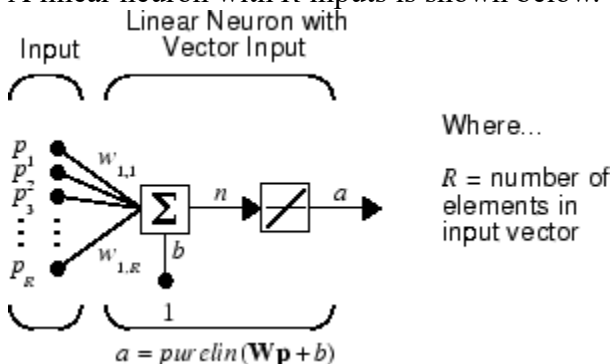 A linear neuron with R inputs is shown below.
Linear Neuron with
Input Vector Input
Where...
p1 w1,1
p2
p3 Σ n a R = number of
elements in
input vector
pR w1,R b
1
a = purelin(Wp + b)